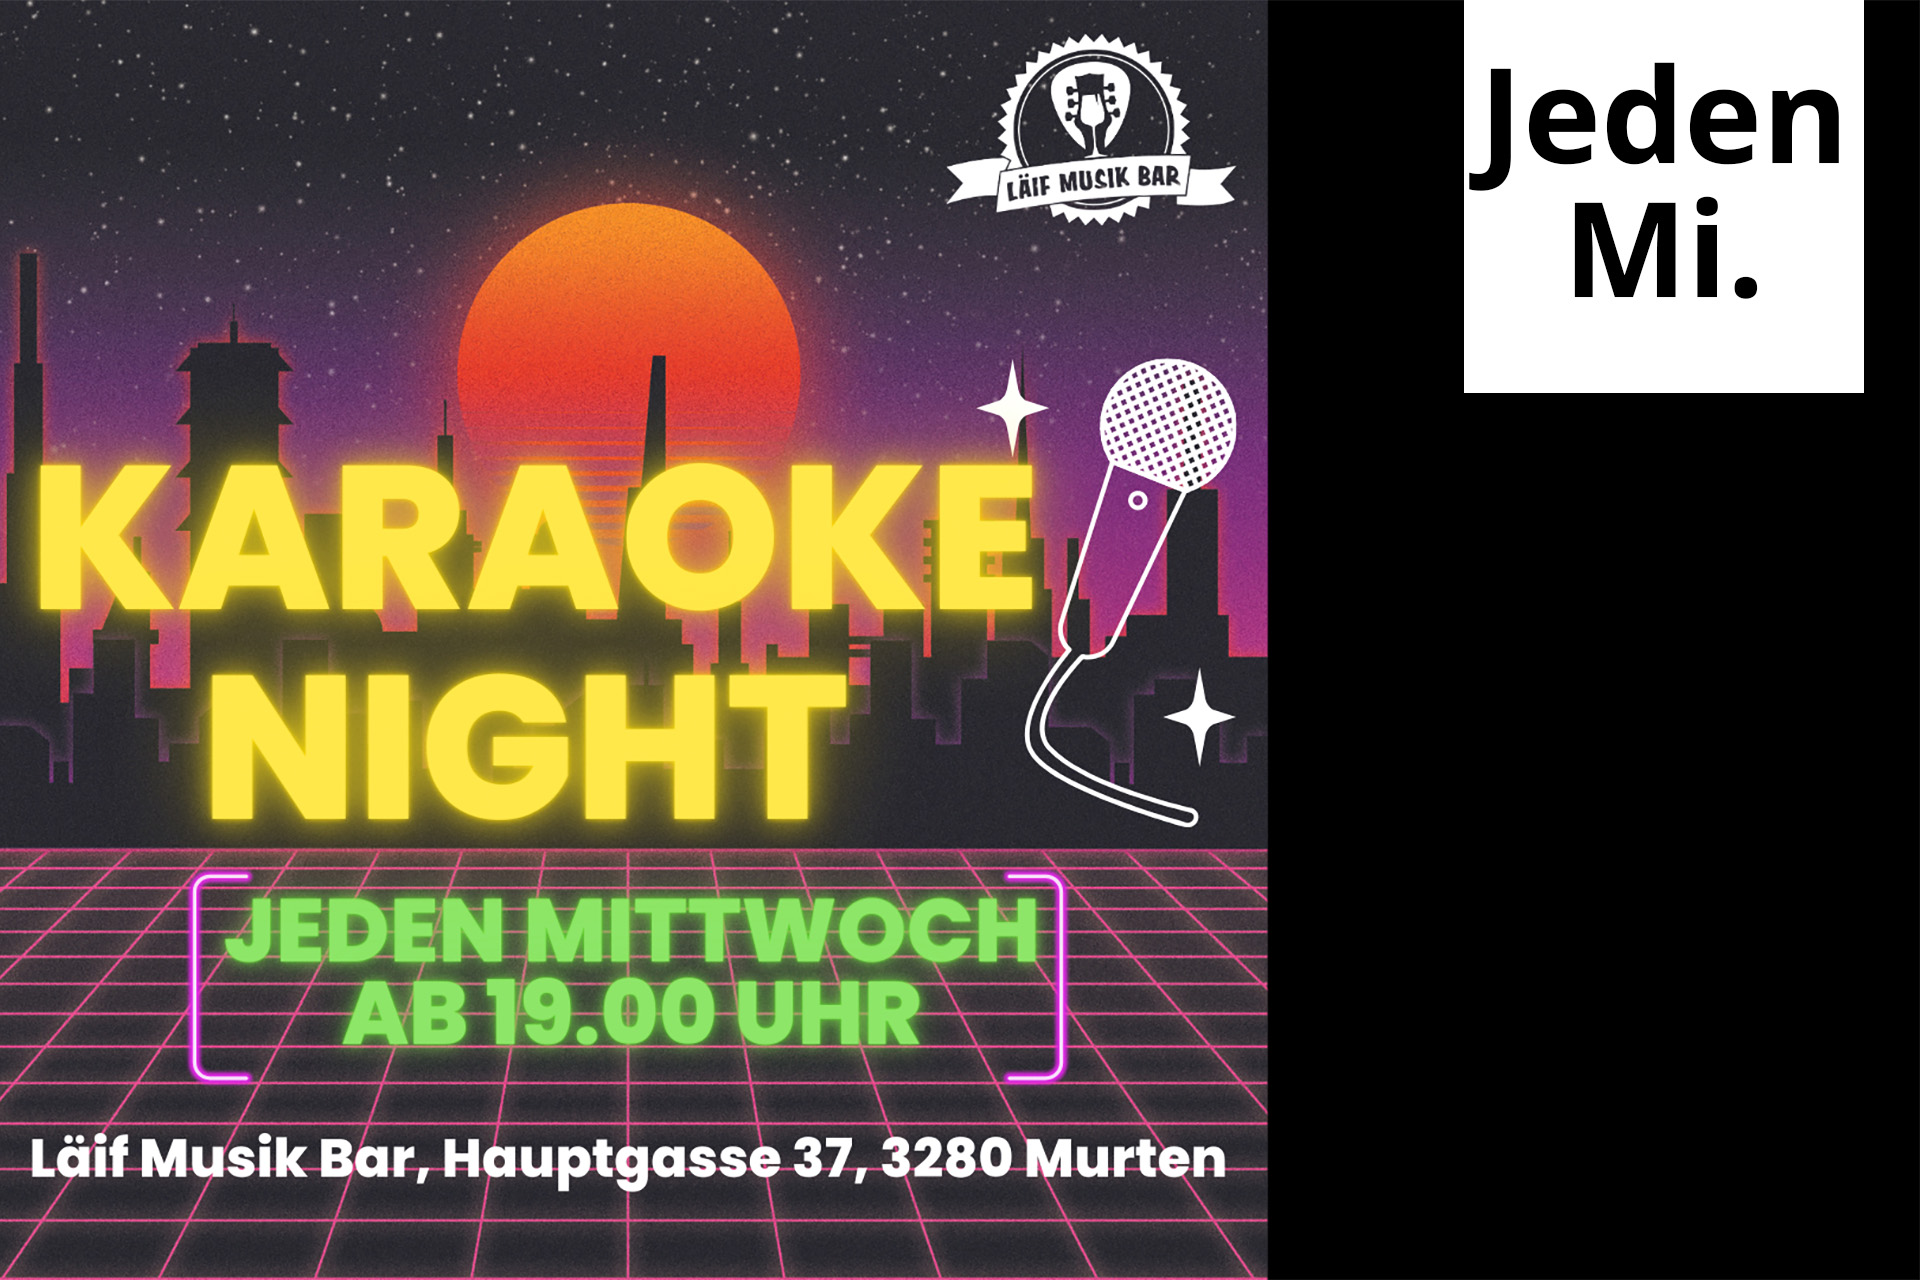 LÄIF MUSIK BAR
KARAOKE
NIGHT
JEDEN MITTWOCH
AB 19.00 UHR
Läif Musik Bar, Hauptgasse 37, 3280 Murten
Jeden
Mi.